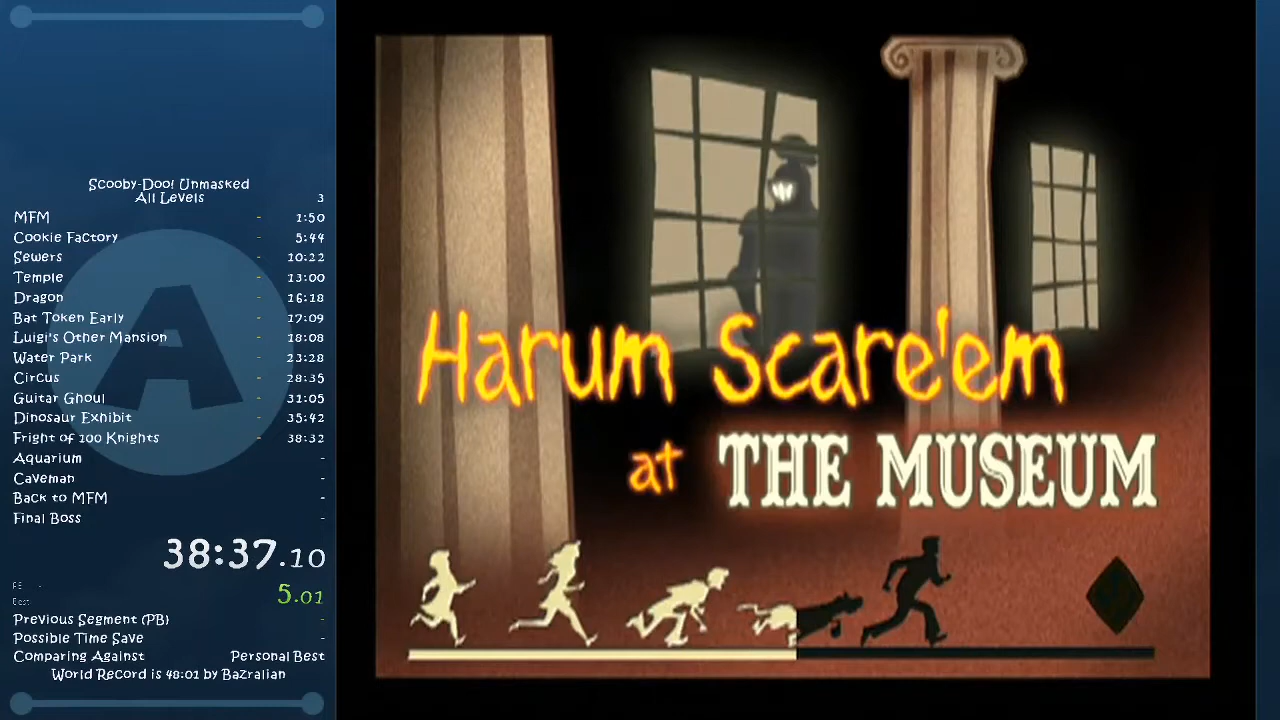 Scooby-Doo! Unmasked
All Levels 3
MFM - 1:50
Cookie Factory - 5:44
Sewers - 10:22
Temple - 13:00
Dragon - 16:18
Bat Token Early - 17:09
Luigi's Other Mansion - 18:08
Water Park - 23:28
Circus - 28:35
Guitar Ghoul - 31:05
Dinosaur Exhibit - 35:42
Fright of 100 Knights - 38:32
Aquarium -
Caveman -
Back to MFM -
Final Boss -
38:37.10
5.01
Previous Segment (PB) -
Possible Time Save -
Comparing Against Personal Best
World Record is 48:01 by Bazralian
Harum Scare'em
at THE MUSEUM
A